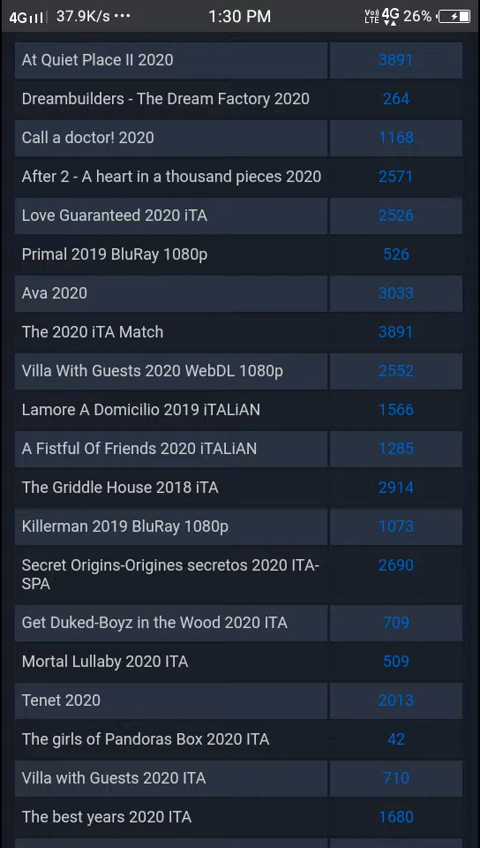 4G 37.9K/s ••• 1:30 PM VoLTE 4G 26%
At Quiet Place II 2020 3891
Dreambuilders - The Dream Factory 2020 264
Call a doctor! 2020 1168
After 2 - A heart in a thousand pieces 2020 2571
Love Guaranteed 2020 iTA 2526
Primal 2019 BluRay 1080p 526
Ava 2020 3033
The 2020 iTA Match 3891
Villa With Guests 2020 WebDL 1080p 2552
Lamore A Domicilio 2019 iTALiAN 1566
A Fistful Of Friends 2020 iTALiAN 1285
The Griddle House 2018 iTA 2914
Killerman 2019 BluRay 1080p 1073
Secret Origins-Origines secretos 2020 ITA- 2690
SPA
Get Duked-Boyz in the Wood 2020 ITA 709
Mortal Lullaby 2020 ITA 509
Tenet 2020 2013
The girls of Pandoras Box 2020 ITA 42
Villa with Guests 2020 ITA 710
The best years 2020 ITA 1680